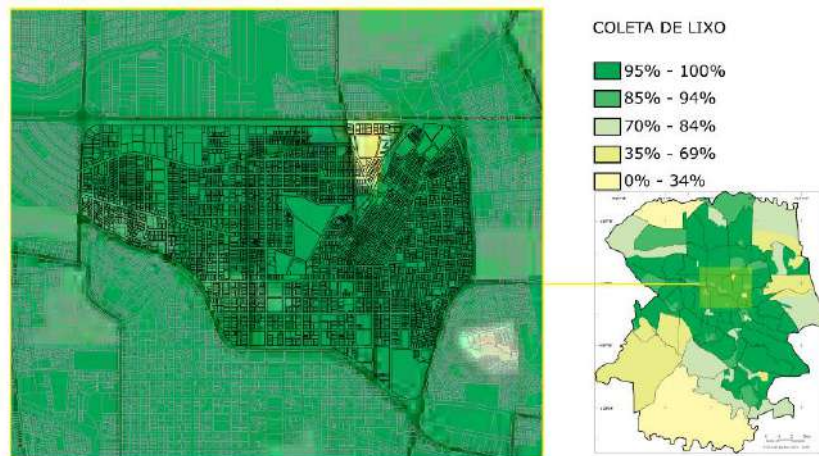 COLETA DE LIXO
95% - 100%
85% - 94%
70% - 84%
35% - 69%
0% - 34%